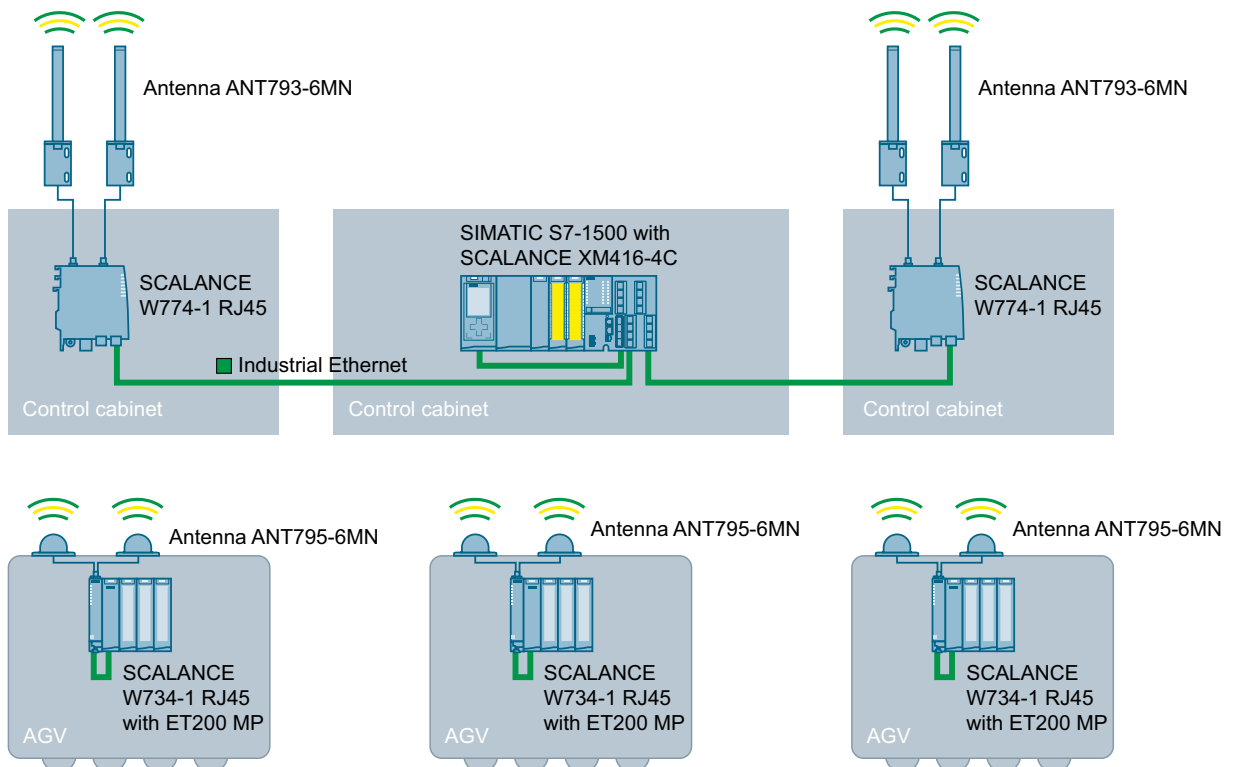 Antenna ANT793-6MN
Antenna ANT793-6MN
SCALANCE
W774-1 RJ45
SIMATIC S7-1500 with
SCALANCE XM416-4C
SCALANCE
W774-1 RJ45
Industrial Ethernet
Control cabinet
Control cabinet
Control cabinet
Antenna ANT795-6MN
Antenna ANT795-6MN
Antenna ANT795-6MN
SCALANCE
W734-1 RJ45
with ET200 MP
AGV
SCALANCE
W734-1 RJ45
with ET200 MP
AGV
SCALANCE
W734-1 RJ45
with ET200 MP
AGV